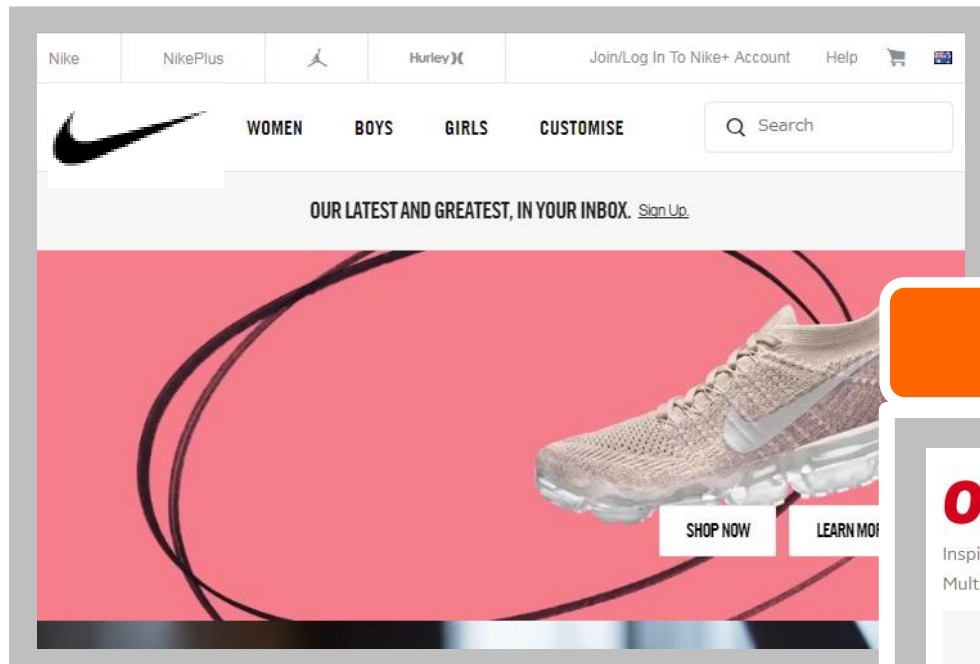 Nike NikePlus Hurley Join/Log In To Nike+ Account Help
WOMEN BOYS GIRLS CUSTOMISE Search
OUR LATEST AND GREATEST, IN YOUR INBOX. Sign Up.
SHOP NOW LEARN